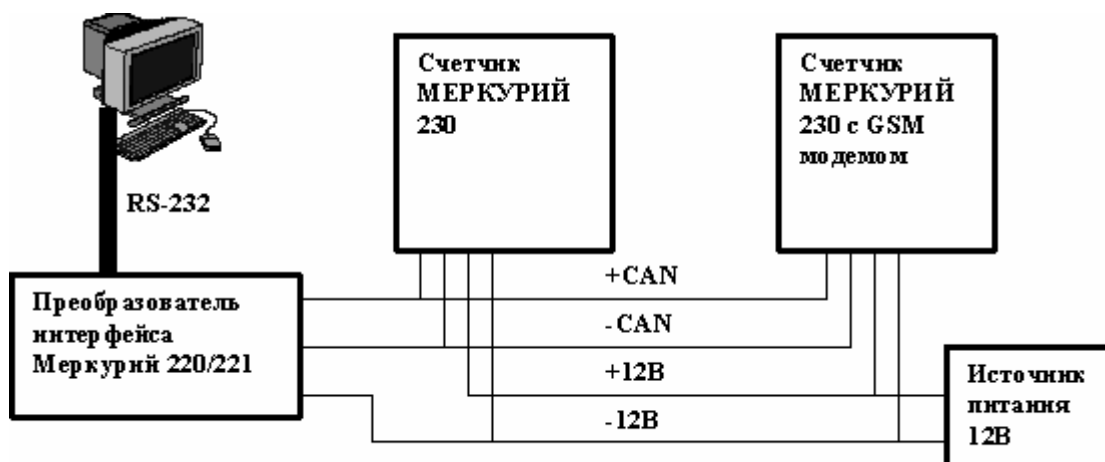 Счетчик
МЕРКУРИЙ
230
Счетчик
МЕРКУРИЙ
230 с GSM
модемом
RS-232
Преобразователь
интерфейса
Меркурий 220/221
+CAN
-CAN
+12В
-12В
Источник
питания
12В